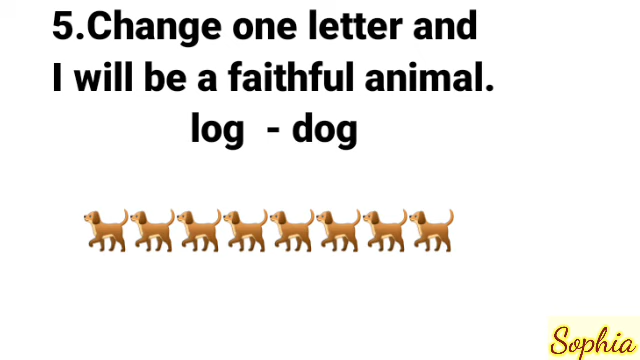 5.Change one letter and
I will be a faithful animal.
log - dog
Sophia